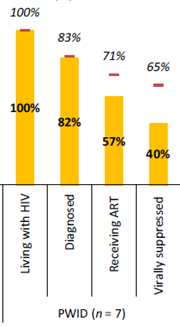 100%
83%
71%
65%
100%
82%
57%
40%
Living with HIV
Diagnosed
Receiving ART
Virally suppressed
PWID (n = 7)